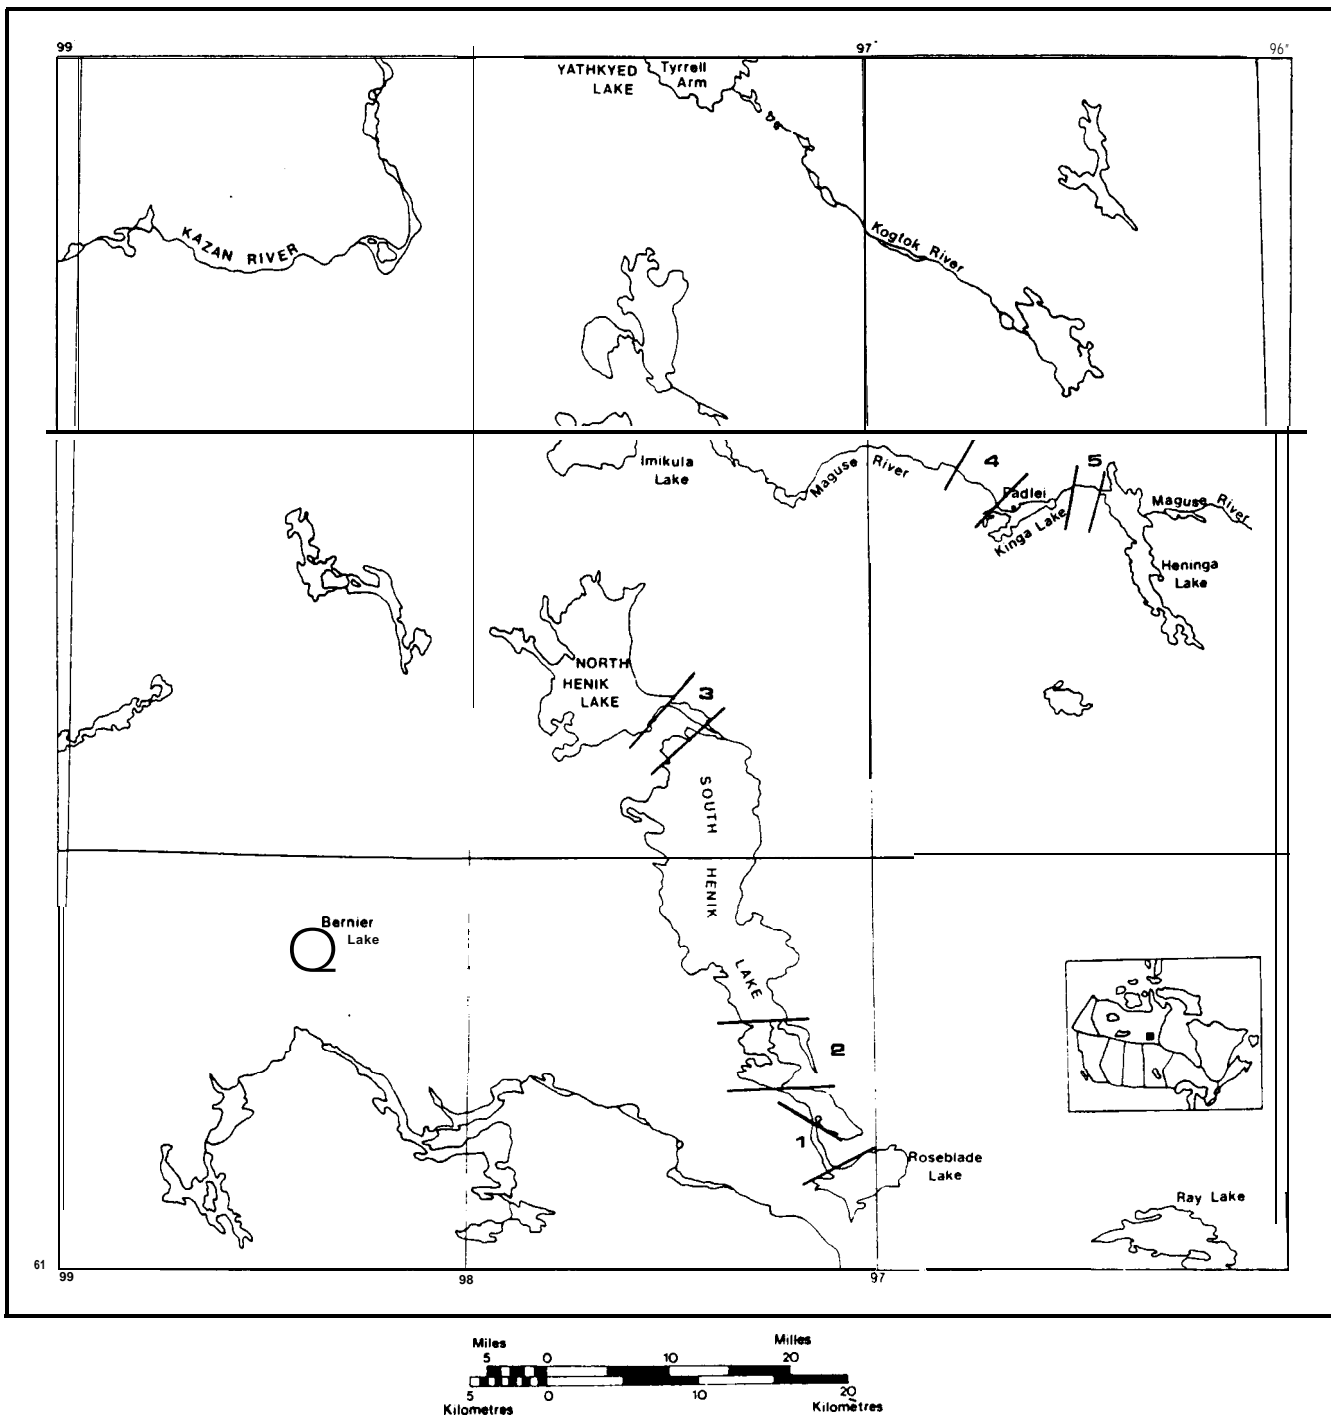 99°
97°
96°
YATHKYED
LAKE
Tyrrell
Arm
KAZAN RIVER
Kogtok River
Imikula
Lake
Maguse River
4
5
Padlei
Kinga Lake
Maguse River
Heninga
Lake
NORTH
HENIK
LAKE
3
SOUTH
HENIK
LAKE
Bernier
Lake
2
1
Roseblade
Lake
Ray Lake
61
99
98
97
Miles
Milles
5 0 10 20
5 0 10 20
Kilometres
Kilomètres